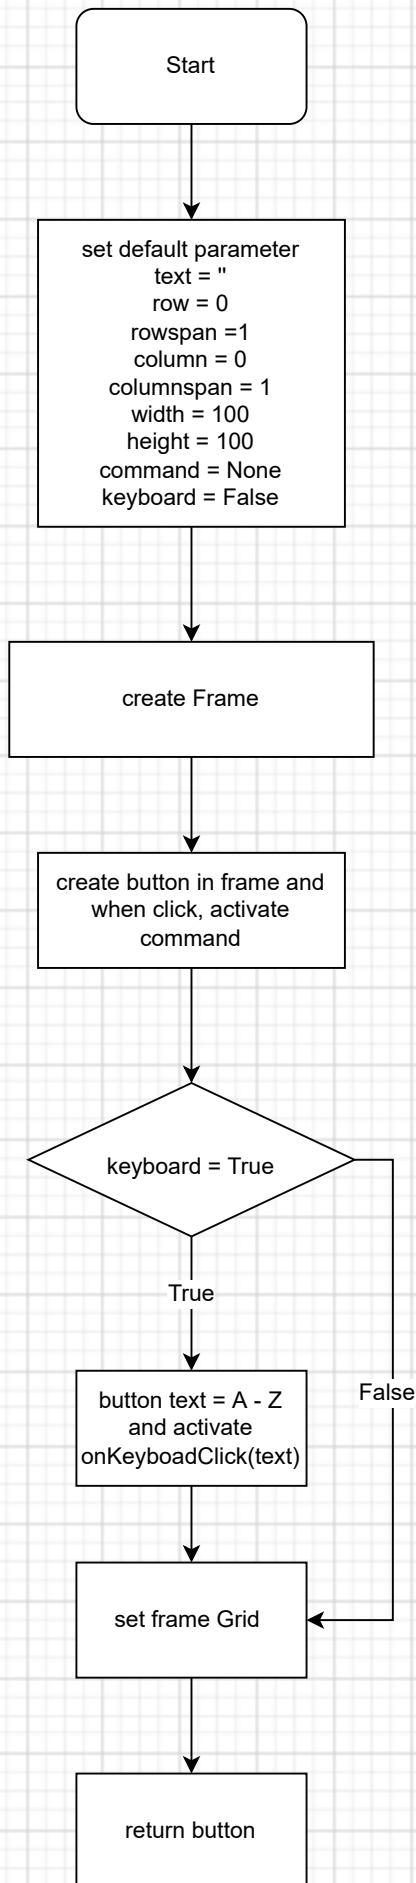 Start
set default parameter
text = ''
row = 0
rowspan =1
column = 0
columnspan = 1
width = 100
height = 100
command = None
keyboard = False
create Frame
create button in frame and
when click, activate
command
keyboard = True
True
False
button text = A - Z
and activate
onKeyboadClick(text)
set frame Grid
return button